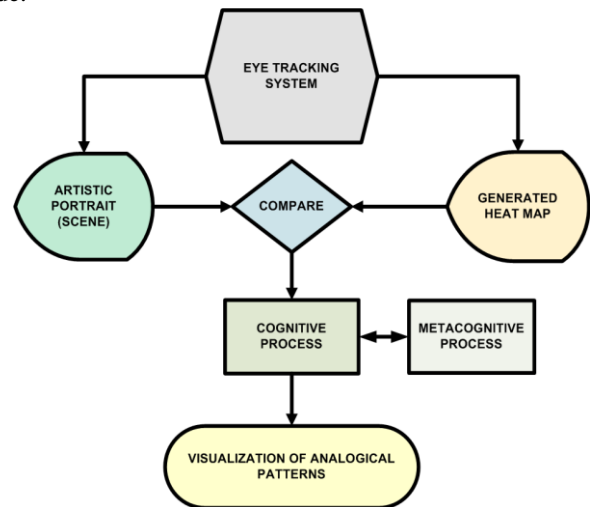 EYE TRACKING
SYSTEM
ARTISTIC
PORTRAIT
(SCENE)
COMPARE
GENERATED
HEAT MAP
COGNITIVE
PROCESS
METACOGNITIVE
PROCESS
VISUALIZATION OF ANALOGICAL
PATTERNS